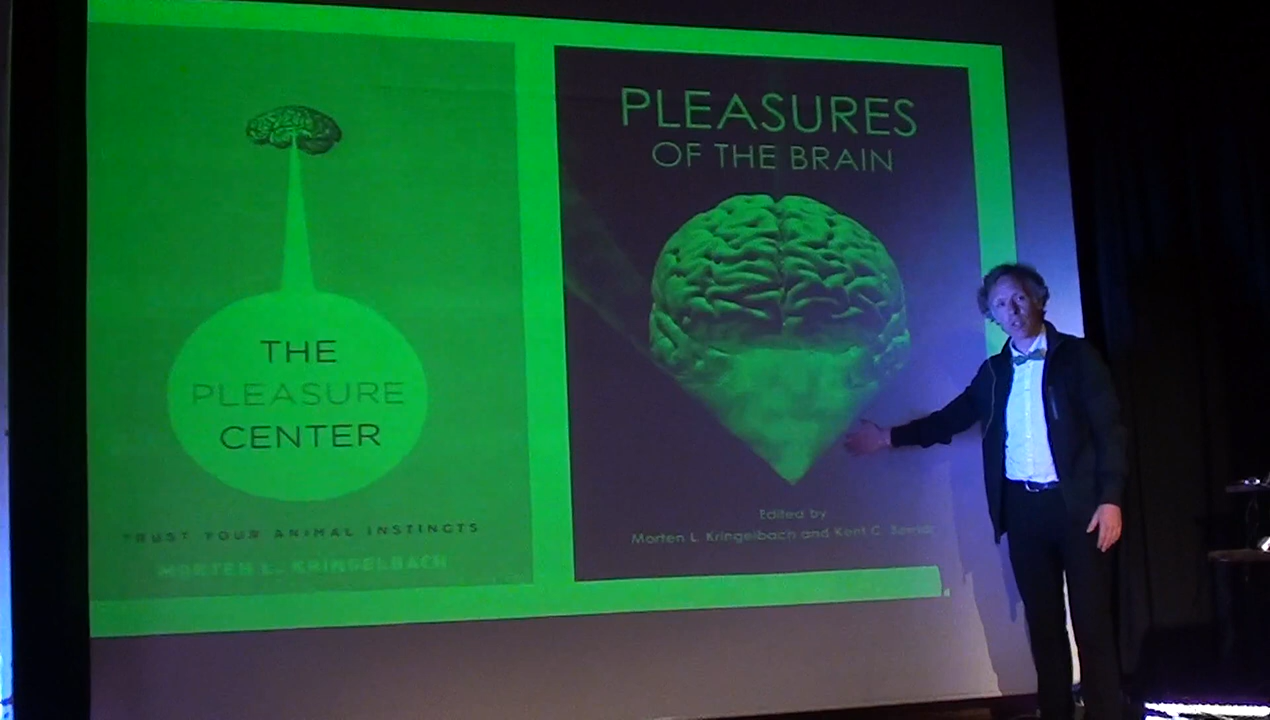 THE
PLEASURE
CENTER
TRUST YOUR ANIMAL INSTINCTS
MORTEN L. KRINGELBACH
PLEASURES
OF THE BRAIN
Edited by
Morten L Kringelbach and Kent C.